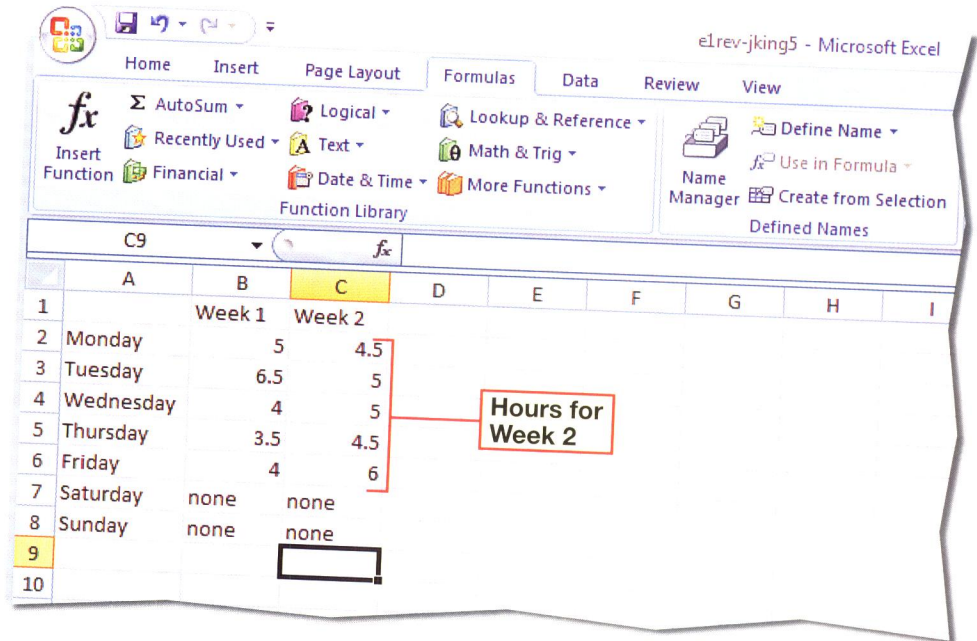 e1rev-jking5 - Microsoft Excel
Home Insert Page Layout Formulas Data Review View
fx Insert Function
Σ AutoSum
Recently Used
Financial
Logical
A Text
Date & Time
Lookup & Reference
θ Math & Trig
More Functions
Function Library
Name Manager
Define Name
fx Use in Formula
Create from Selection
Defined Names
C9 fx
A B C D E F G H I
1 Week 1 Week 2
2 Monday 5 4.5
3 Tuesday 6.5 5
4 Wednesday 4 5
5 Thursday 3.5 4.5
6 Friday 4 6
7 Saturday none none
8 Sunday none none
9
10
Hours for
Week 2